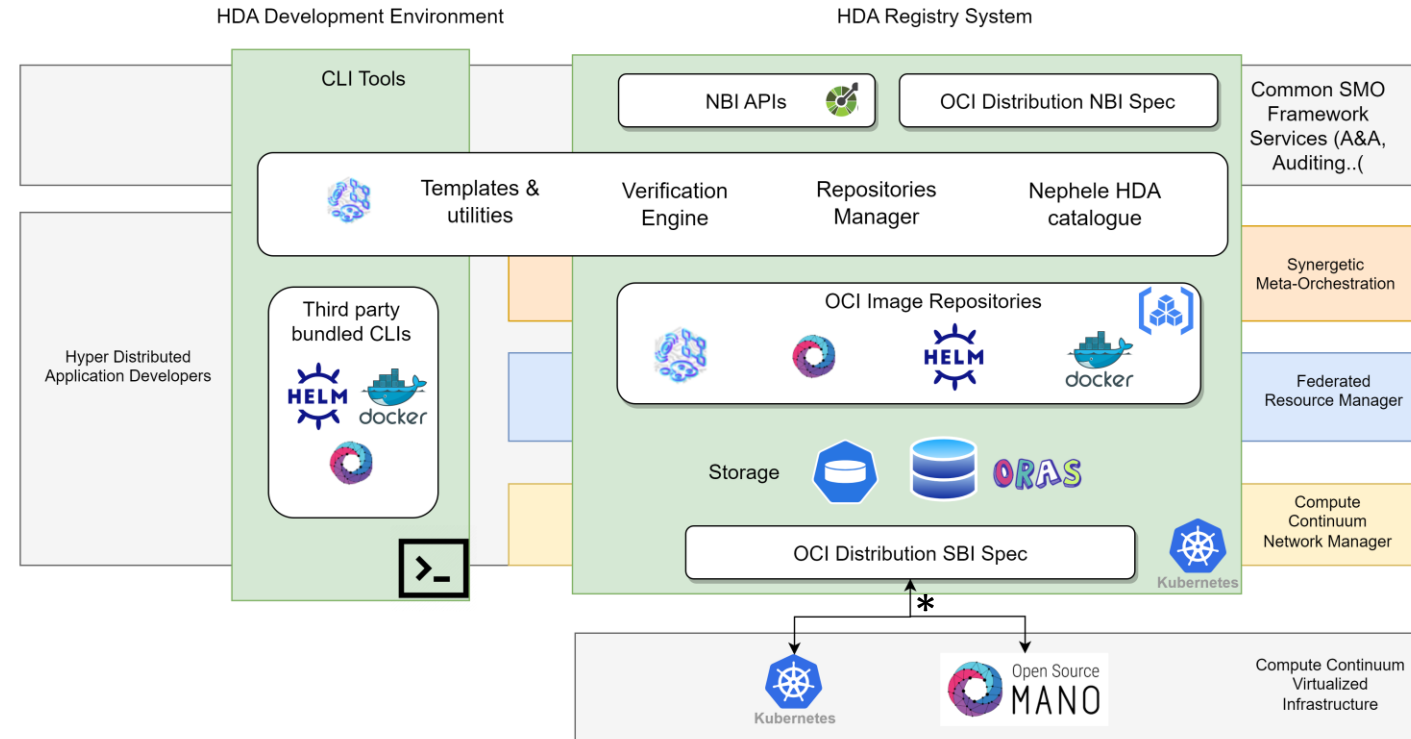 HDA Development Environment
HDA Registry System
CLI Tools
NBI APIs
OCI Distribution NBI Spec
Common SMO
Framework
Services (A&A,
Auditing..(
Templates &
utilities
Verification
Engine
Repositories
Manager
Nephele HDA
catalogue
Hyper Distributed
Application Developers
Third party
bundled CLIs
HELM
docker
OCI Image Repositories
HELM
docker
Synergetic
Meta-Orchestration
Federated
Resource Manager
Storage
ORAS
>_
OCI Distribution SBI Spec
Kubernetes
Compute
Continuum
Network Manager
*
Kubernetes
Open Source
MANO
Compute Continuum
Virtualized
Infrastructure